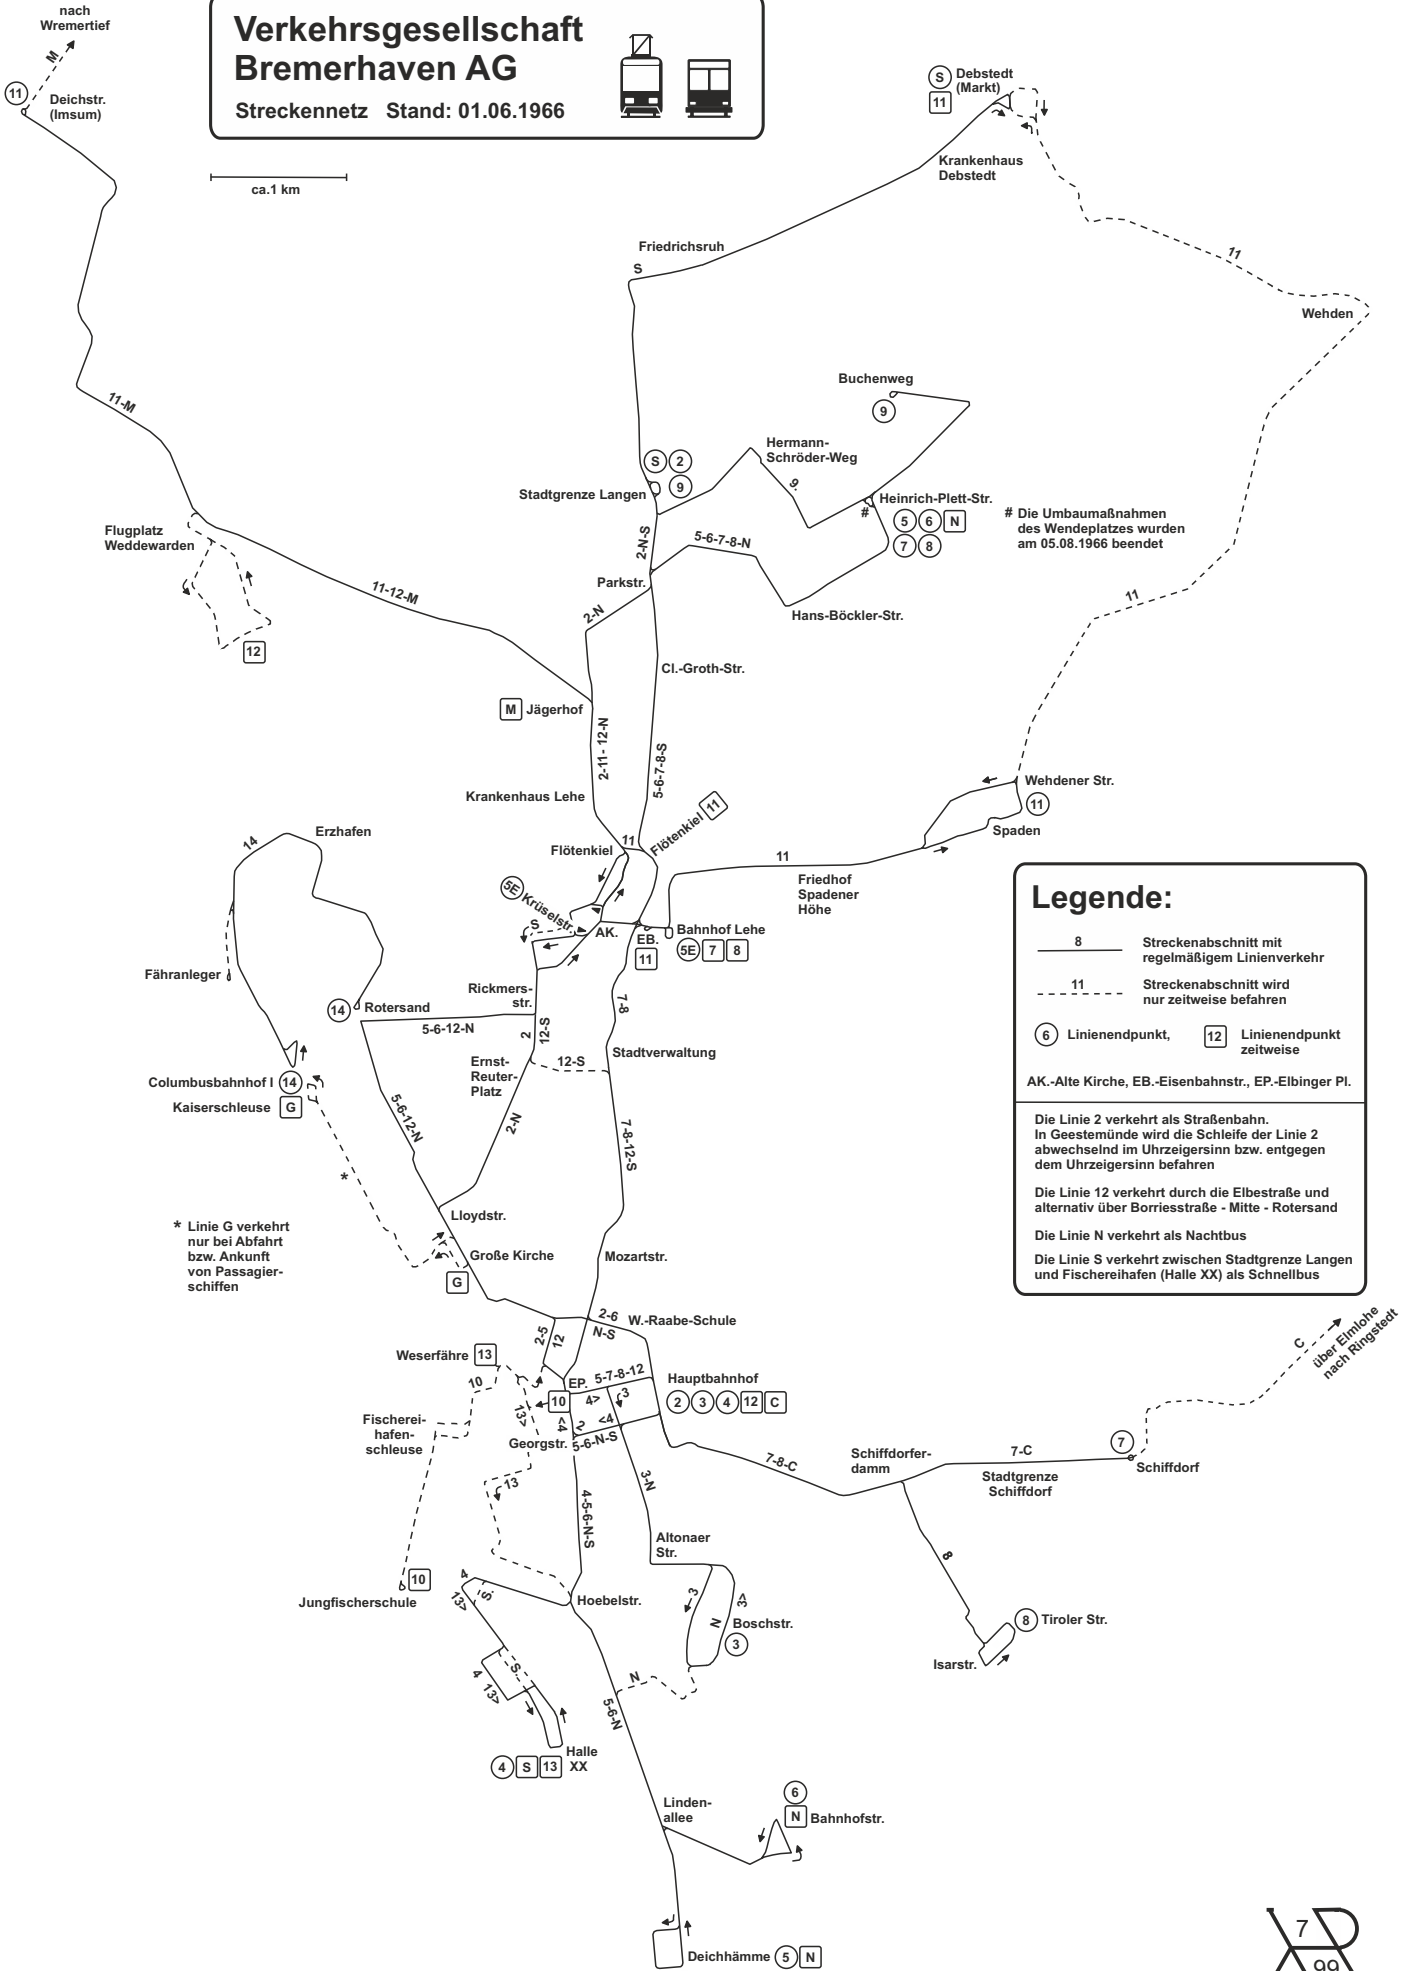 nach
Wremertief
M
11
Deichstr.
(Imsum)
Verkehrsgesellschaft
Bremerhaven AG
Streckennetz Stand: 01.06.1966
ca.1 km
S Debstedt
(Markt)
11
Krankenhaus
Debstedt
Friedrichsruh
S
11
Wehden
11-M
Buchenweg
9
Hermann-
Schröder-Weg
9.
S 2
9
Stadtgrenze Langen
Heinrich-Plett-Str.
#
5 6 N
7 8
# Die Umbaumaßnahmen
des Wendeplatzes wurden
am 05.08.1966 beendet
Flugplatz
Weddewarden
12
11-12-M
2-N-S
5-6-7-8-N
Parkstr.
2-N
Hans-Böckler-Str.
11
Cl.-Groth-Str.
M Jägerhof
2-11- 12-N
5-6-7-8-S
Krankenhaus Lehe
Wehdener Str.
11
Spaden
Flötenkiel 11
11
Flötenkiel
11
Friedhof
Spadener
Höhe
14
Erzhafen
5E Krüselstr.
S
AK.
EB.
11
Bahnhof Lehe
5E 7 8
Fähranleger
14 Rotersand
Rickmers-
str.
5-6-12-N
7-8
2
12-S
12-S
Stadtverwaltung
Ernst-
Reuter-
Platz
Columbusbahnhof I 14
Kaiserschleuse G
5-6-12-N
2-N
7-8-12-S
*
* Linie G verkehrt
nur bei Abfahrt
bzw. Ankunft
von Passagier-
schiffen
Lloydstr.
Große Kirche
G
Mozartstr.
Legende:
8
Streckenabschnitt mit
regelmäßigem Linienverkehr
11
Streckenabschnitt wird
nur zeitweise befahren
6 Linienendpunkt,
12 Linienendpunkt
zeitweise
AK.-Alte Kirche, EB.-Eisenbahnstr., EP.-Elbinger Pl.
Die Linie 2 verkehrt als Straßenbahn.
In Geestemünde wird die Schleife der Linie 2
abwechselnd im Uhrzeigersinn bzw. entgegen
dem Uhrzeigersinn befahren
Die Linie 12 verkehrt durch die Elbestraße und
alternativ über Borriesstraße - Mitte - Rotersand
Die Linie N verkehrt als Nachtbus
Die Linie S verkehrt zwischen Stadtgrenze Langen
und Fischereihafen (Halle XX) als Schnellbus
2-6
N-S
W.-Raabe-Schule
2-5
12
Weserfähre 13
10
EP.
5-7-8-12
10
4>
3
<4
2
<4
5-6-N-S
13>
Hauptbahnhof
2 3 4 12 C
Fischerei-
hafen-
schleuse
Georgstr.
C
über Elmlohe
nach Ringstedt
7-8-C
Schiffdorfer-
damm
7-C
Stadtgrenze
Schiffdorf
7
Schiffdorf
13
3-N
4-5-6-N-S
Altonaer
Str.
8
10
Jungfischerschule
4
13>
S.
Hoebelstr.
3
N
3>
Boschstr.
3
8 Tiroler Str.
Isarstr.
4
13>
S.
N
5-6-N
Halle
XX
4 S 13
Linden-
allee
6
N Bahnhofstr.
Deichhämme 5 N
7
99